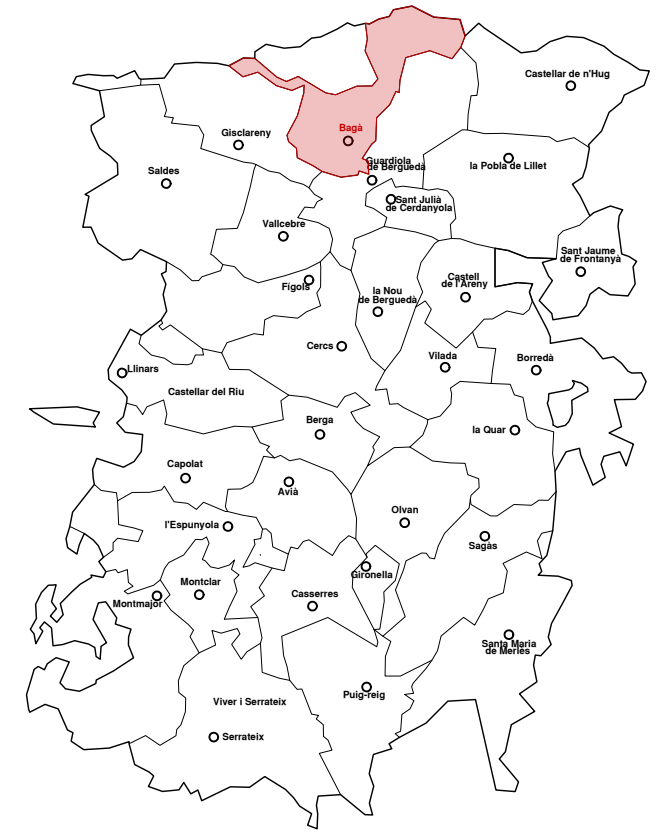 Castellar de n'Hug
Bagà
Gisclareny
Guardiola
de Berguedà
la Pobla de Lillet
Saldes
Sant Julià
de Cerdanyola
Vallcebre
Sant Jaume
de Frontanyà
Fígols
la Nou
de Berguedà
Castell
de l'Areny
Cercs
Vilada
Borredà
Llinars
Castellar del Riu
Berga
la Quar
Capolat
Avià
Olvan
l'Espunyola
Sagàs
Gironella
Montclar
Montmajor
Casserres
Santa Maria
de Merlès
Puig-reig
Viver i Serrateix
Serrateix